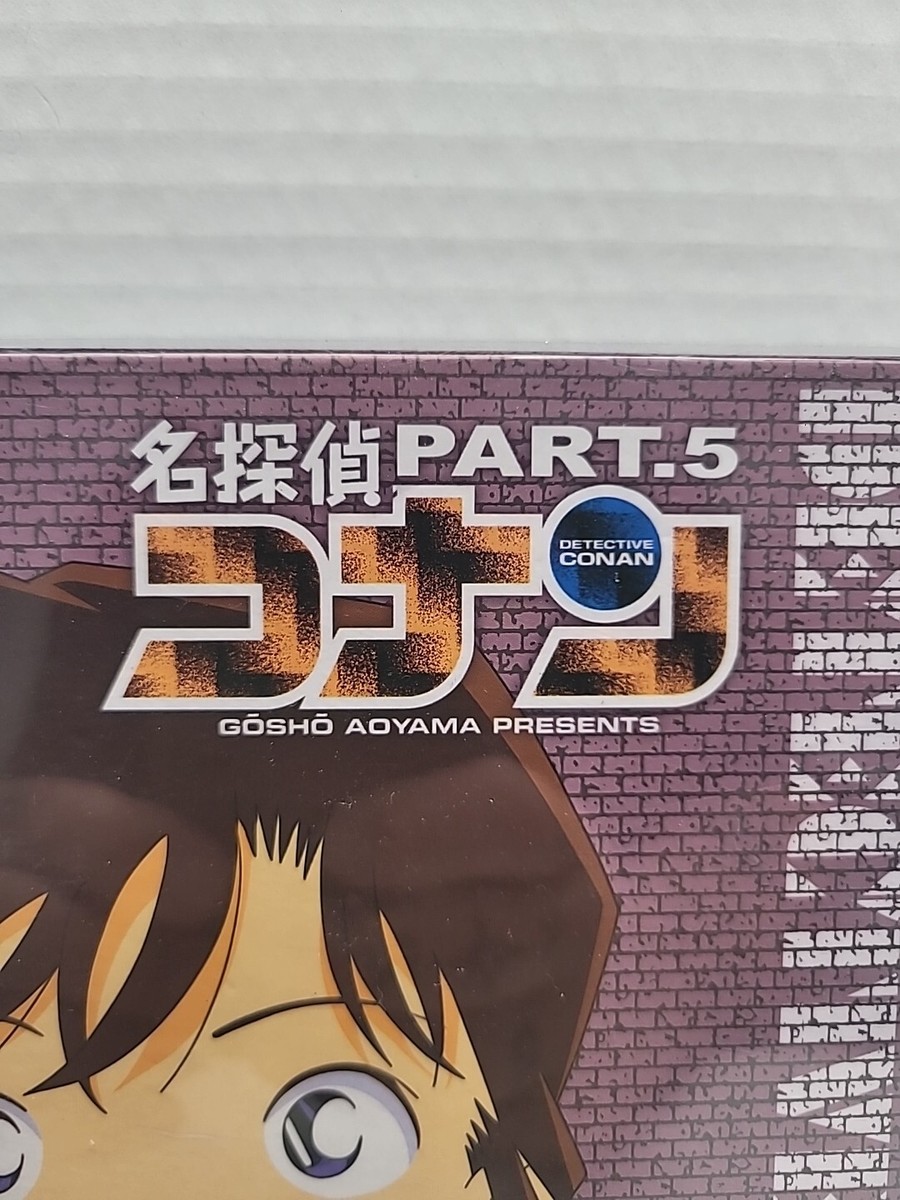 名探偵PART.5
コナン
DETECTIVE
CONAN
GŌSHŌ AOYAMA PRESENTS